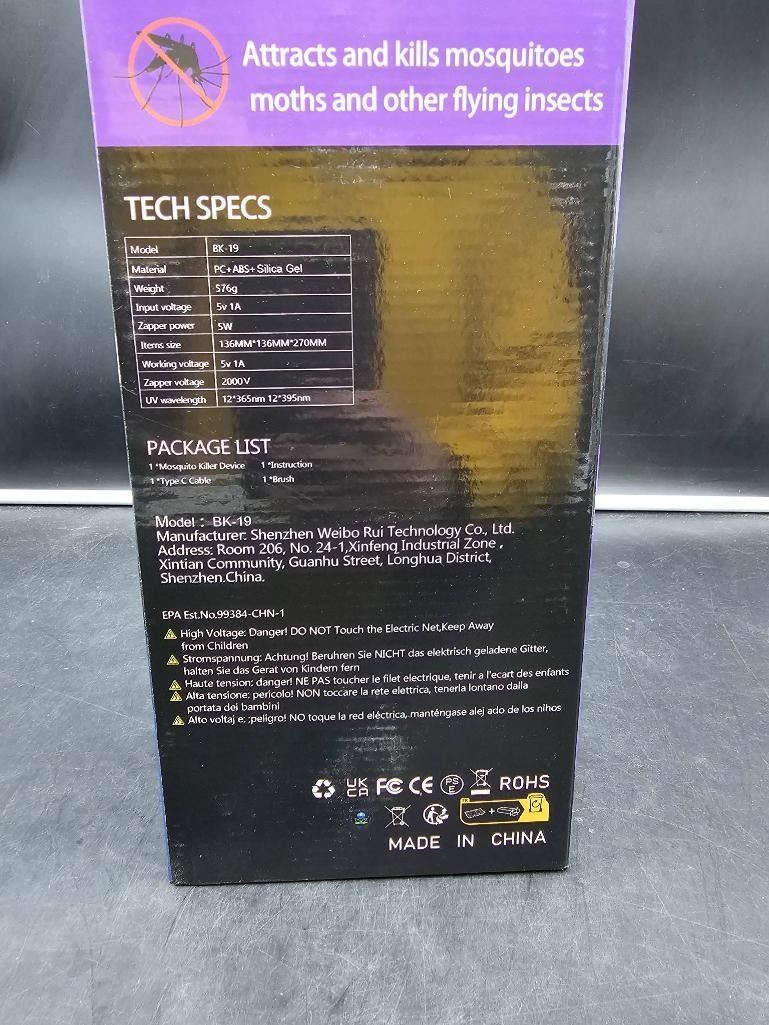 Attracts and kills mosquitoes
moths and other flying insects
TECH SPECS
Model BK-19
Material PC+ABS+Silica Gel
Weight 576g
Input voltage 5v 1A
Zapper power 5W
Items size 136MM*136MM*270MM
Working voltage 5v 1A
Zapper voltage 2000V
UV wavelength 12*365nm 12*395nm
PACKAGE LIST
1 *Mosquito Killer Device 1 *Instruction
1 *Type C Cable 1 *Brush
Model : BK-19
Manufacturer: Shenzhen Weibo Rui Technology Co., Ltd.
Address: Room 206, No. 24-1,Xinfenq Industrial Zone ,
Xintian Community, Guanhu Street, Longhua District,
Shenzhen.China.
EPA Est.No.99384-CHN-1
High Voltage: Danger! DO NOT Touch the Electric Net,Keep Away
from Children
Stromspannung: Achtung! Beruhren Sie NICHT das elektrisch geladene Gitter,
halten Sie das Gerat von Kindern fern
Haute tension: danger! NE PAS toucher le filet electrique, tenir a l'ecart des enfants
Alta tensione: pericolo! NON toccare la rete elettrica, tenerla lontano dalla
portata dei bambini
Alto voltaj e: ;peligro! NO toque la red eléctrica, manténgase alej ado de los nihos
UK CA FC CE PS E ROHS
MADE IN CHINA